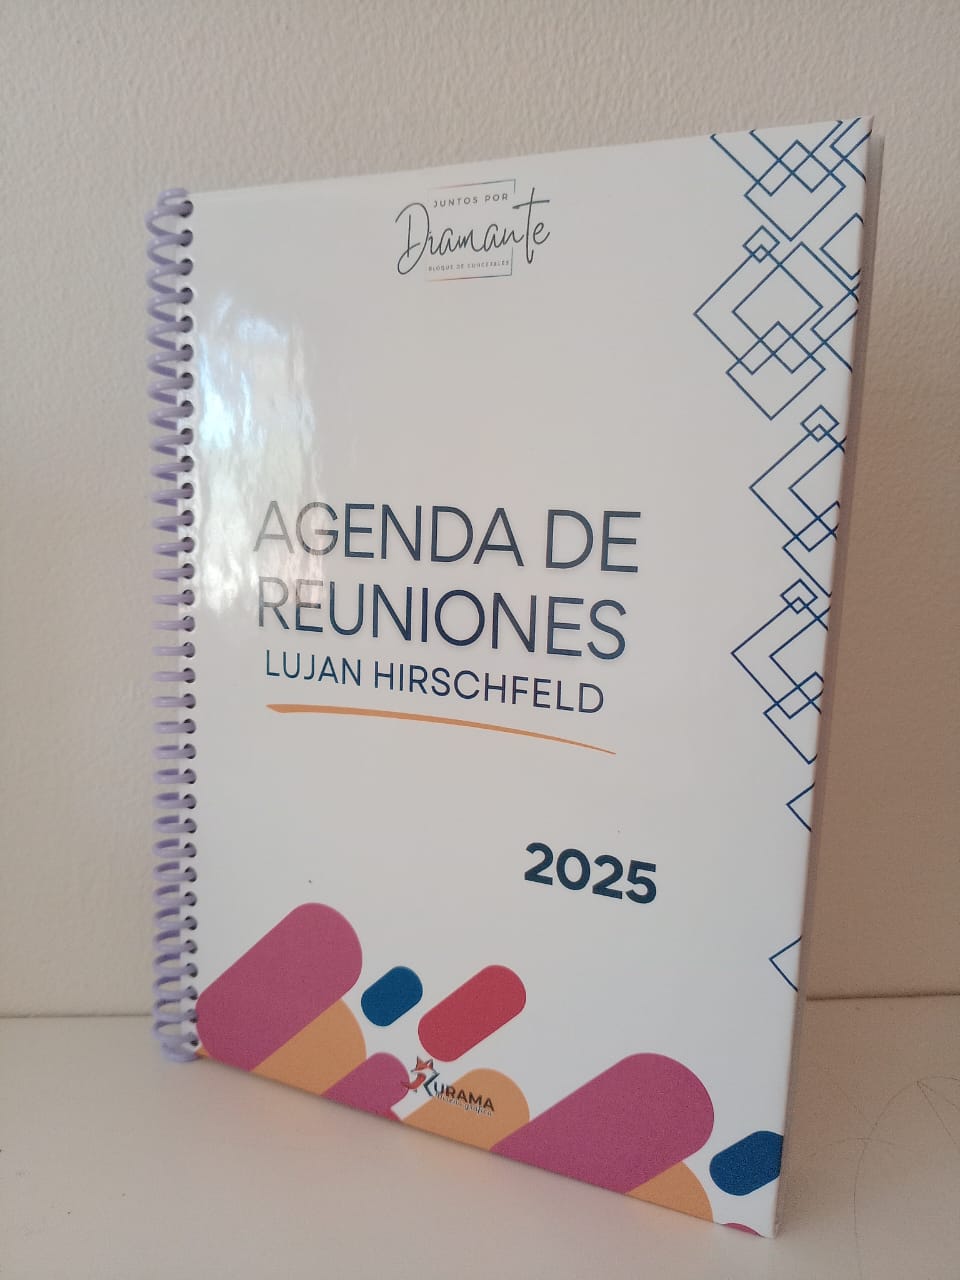 JUNTOS POR
Diamante
BLOQUE DE CONCEJALES
AGENDA DE
REUNIONES
LUJAN HIRSCHFELD
2025
KURAMA